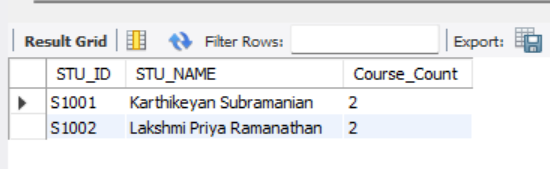 Result Grid Filter Rows: Export:
STU_ID STU_NAME Course_Count
S1001 Karthikeyan Subramanian 2
S1002 Lakshmi Priya Ramanathan 2